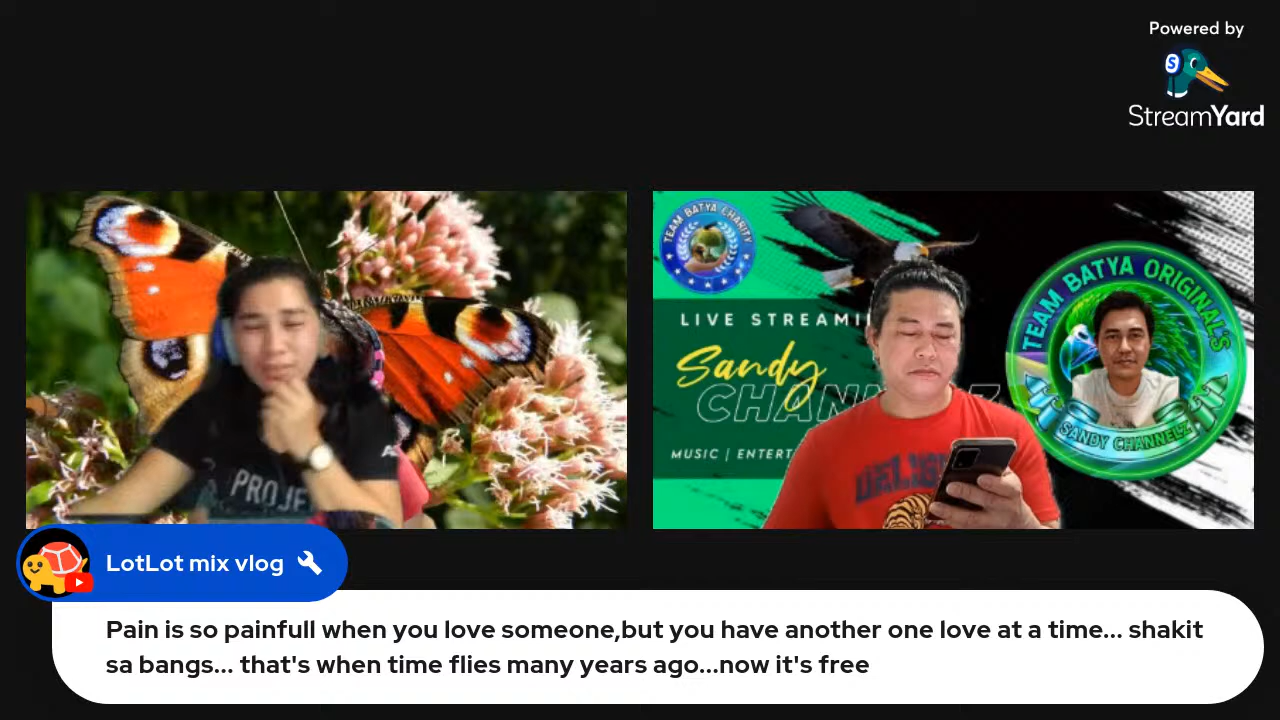 Powered by
StreamYard
TEAM BATYA CHARITY
LIVE STREAMI
Sandy
CHANNELZ
MUSIC | ENTERT
TEAM BATYA ORIGINALS
SANDY CHANNELZ
PROJE
LotLot mix vlog
Pain is so painfull when you love someone,but you have another one love at a time... shakit
sa bangs... that's when time flies many years ago...now it's free